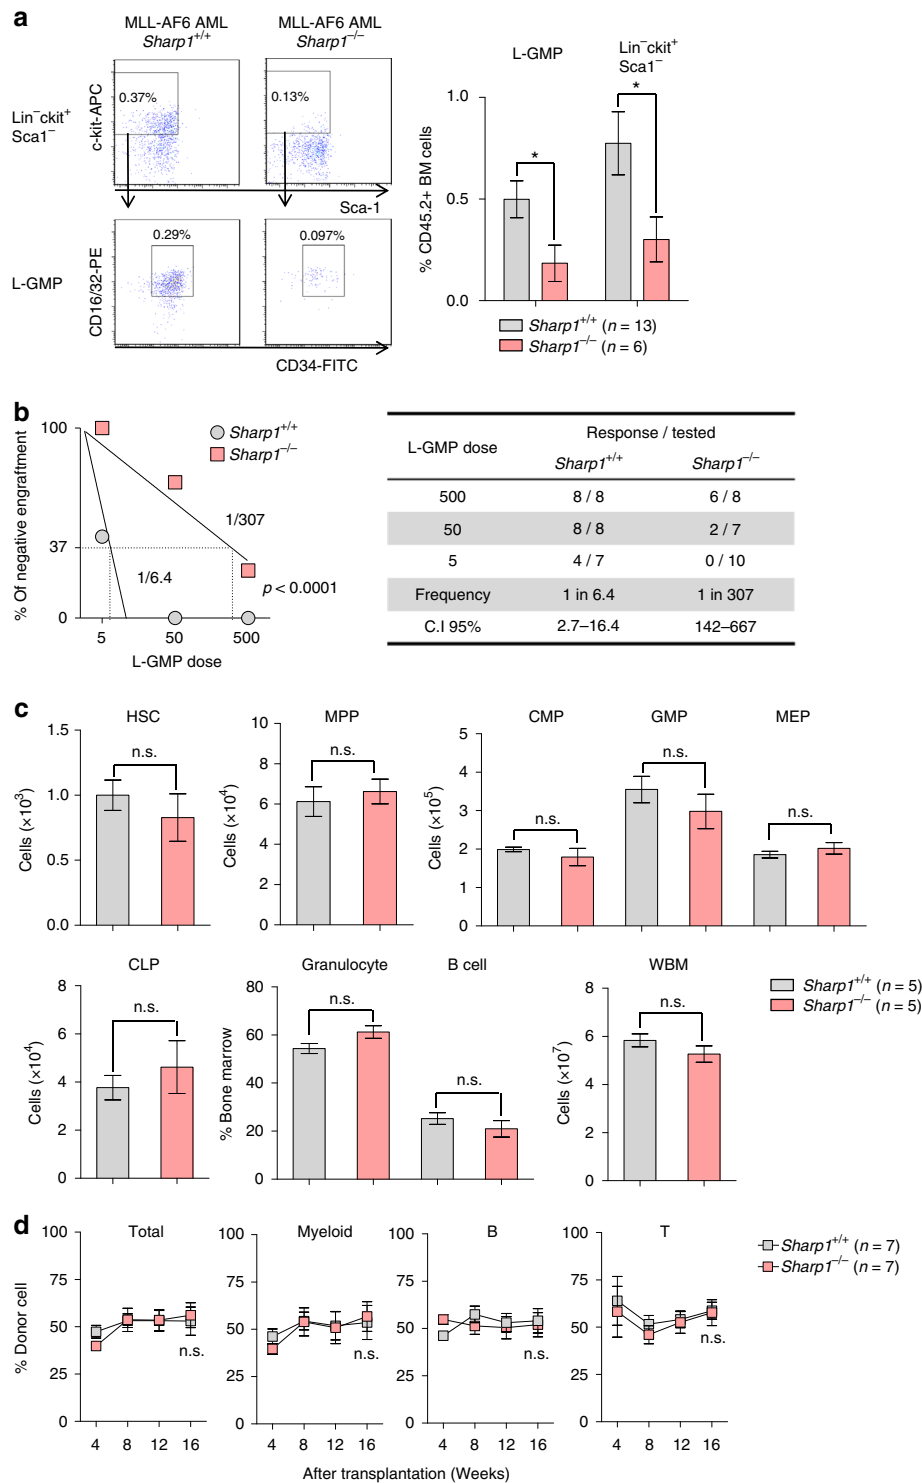 a
MLL-AF6 AML
Sharp1+/+
MLL-AF6 AML
Sharp1–/–
Lin–ckit+
Sca1–
c-kit-APC
0.37%
0.13%
Sca-1
L-GMP
CD16/32-PE
0.29%
0.097%
CD34-FITC
L-GMP
Lin–ckit+
Sca1–
% CD45.2+ BM cells
1.0
0.5
0.0
*
*
Sharp1+/+ (n = 13)
Sharp1–/– (n = 6)
b
% Of negative engraftment
100
37
0
Sharp1+/+
Sharp1–/–
1/307
1/6.4
p < 0.0001
5 50 500
L-GMP dose
L-GMP dose Response / tested
Sharp1+/+ Sharp1–/–
500 8 / 8 6 / 8
50 8 / 8 2 / 7
5 4 / 7 0 / 10
Frequency 1 in 6.4 1 in 307
C.I 95% 2.7–16.4 142–667
c
HSC
Cells (×10³)
1.5
1.0
0.5
0.0
n.s.
MPP
Cells (×10⁴)
10
8
6
4
2
0
n.s.
CMP GMP MEP
Cells (×10⁵)
5
4
3
2
1
0
n.s.
n.s.
n.s.
CLP
Cells (×10⁴)
8
6
4
2
0
n.s.
Granulocyte B cell
% Bone marrow
80
60
40
20
0
n.s.
n.s.
WBM
Cells (×10⁷)
8
6
4
2
0
n.s.
Sharp1+/+ (n = 5)
Sharp1–/– (n = 5)
d
% Donor cell
Total
100
75
50
25
0
n.s.
4 8 12 16
Myeloid
100
75
50
25
0
n.s.
4 8 12 16
B
100
75
50
25
0
n.s.
4 8 12 16
T
100
75
50
25
0
n.s.
4 8 12 16
Sharp1+/+ (n = 7)
Sharp1–/– (n = 7)
After transplantation (Weeks)